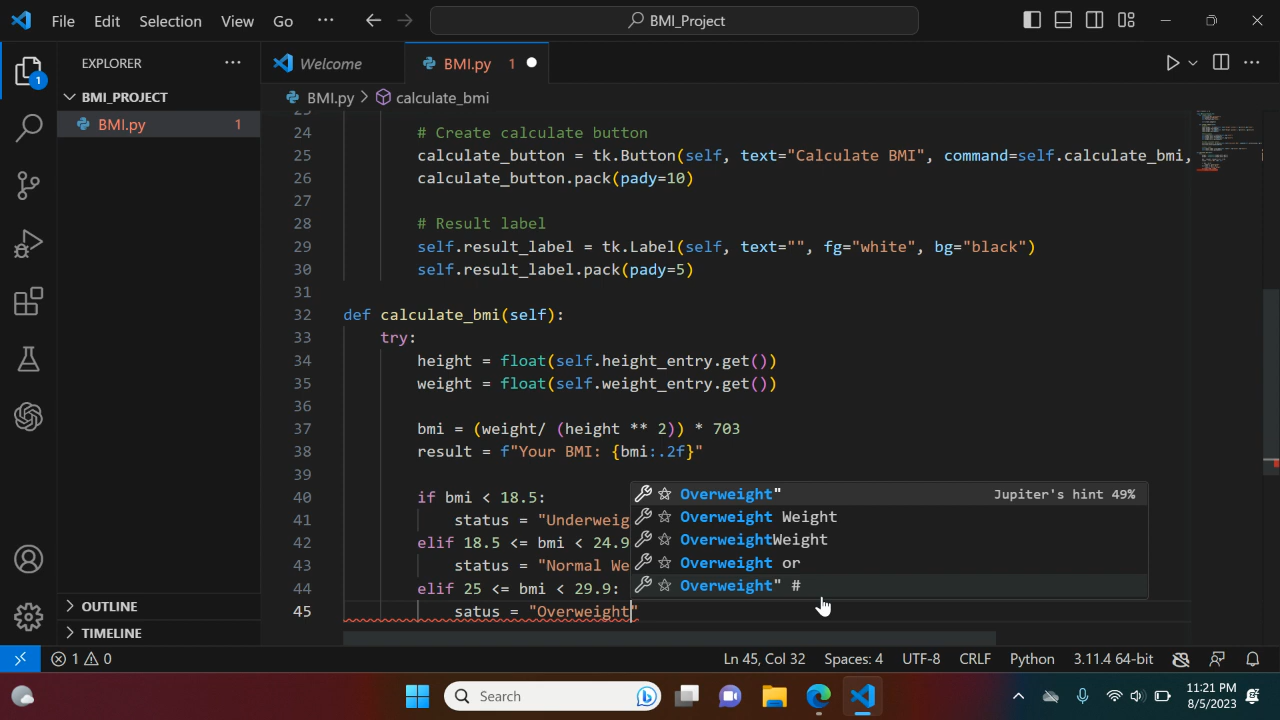 File Edit Selection View Go ··· BMI_Project
EXPLORER ···
Welcome
BMI.py 1
1
BMI_PROJECT
BMI.py > calculate_bmi
BMI.py 1
24 # Create calculate button
25 calculate_button = tk.Button(self, text="Calculate BMI", command=self.calculate_bmi,
26 calculate_button.pack(pady=10)
27
28 # Result label
29 self.result_label = tk.Label(self, text="", fg="white", bg="black")
30 self.result_label.pack(pady=5)
31
32 def calculate_bmi(self):
33 try:
34 height = float(self.height_entry.get())
35 weight = float(self.weight_entry.get())
36
37 bmi = (weight/ (height ** 2)) * 703
38 result = f"Your BMI: {bmi:.2f}"
39
40 if bmi < 18.5:
41 status = "Underweig
42 elif 18.5 <= bmi < 24.9
43 status = "Normal We
44 elif 25 <= bmi < 29.9:
45 satus = "Overweight"
Overweight" Jupiter's hint 49%
Overweight Weight
OverweightWeight
Overweight or
Overweight" #
OUTLINE
TIMELINE
1 0 Ln 45, Col 32 Spaces: 4 UTF-8 CRLF Python 3.11.4 64-bit
Search
11:21 PM
8/5/2023